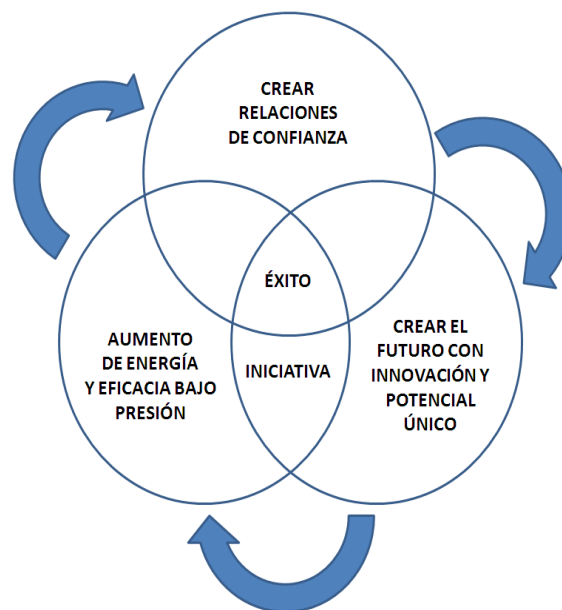 CREAR
RELACIONES
DE CONFIANZA
ÉXITO
AUMENTO
DE ENERGÍA
Y EFICACIA BAJO
PRESIÓN
INICIATIVA
CREAR EL
FUTURO CON
INNOVACIÓN Y
POTENCIAL
ÚNICO